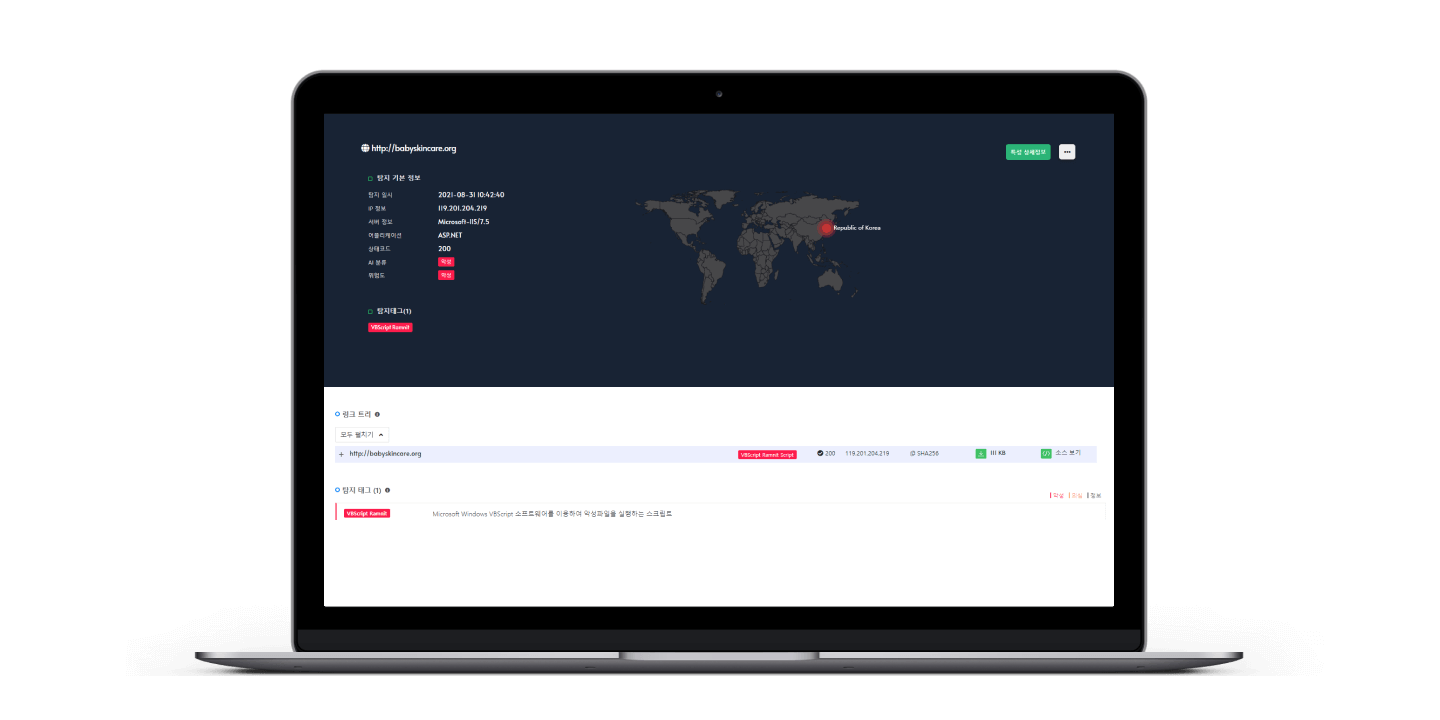 http://babyskincare.org
특성 상세정보
탐지 기본 정보
탐지 일시 2021-08-31 10:42:40
IP 정보 119.201.204.219
서버 정보 Microsoft-IIS/7.5
어플리케이션 ASP.NET
상태코드 200
AI 분류 악성
위험도 악성
Republic of Korea
탐지태그(1)
VBScript Ramnit
링크 트리
모두 펼치기
+ http://babyskincare.org VBScript Ramnit Script 200 119.201.204.219 SHA256 111 KB 소스 보기
탐지 태그 (1)
악성 의심 정보
VBScript Ramnit Microsoft Windows VBScript 소프트웨어를 이용하여 악성파일을 실행하는 스크립트